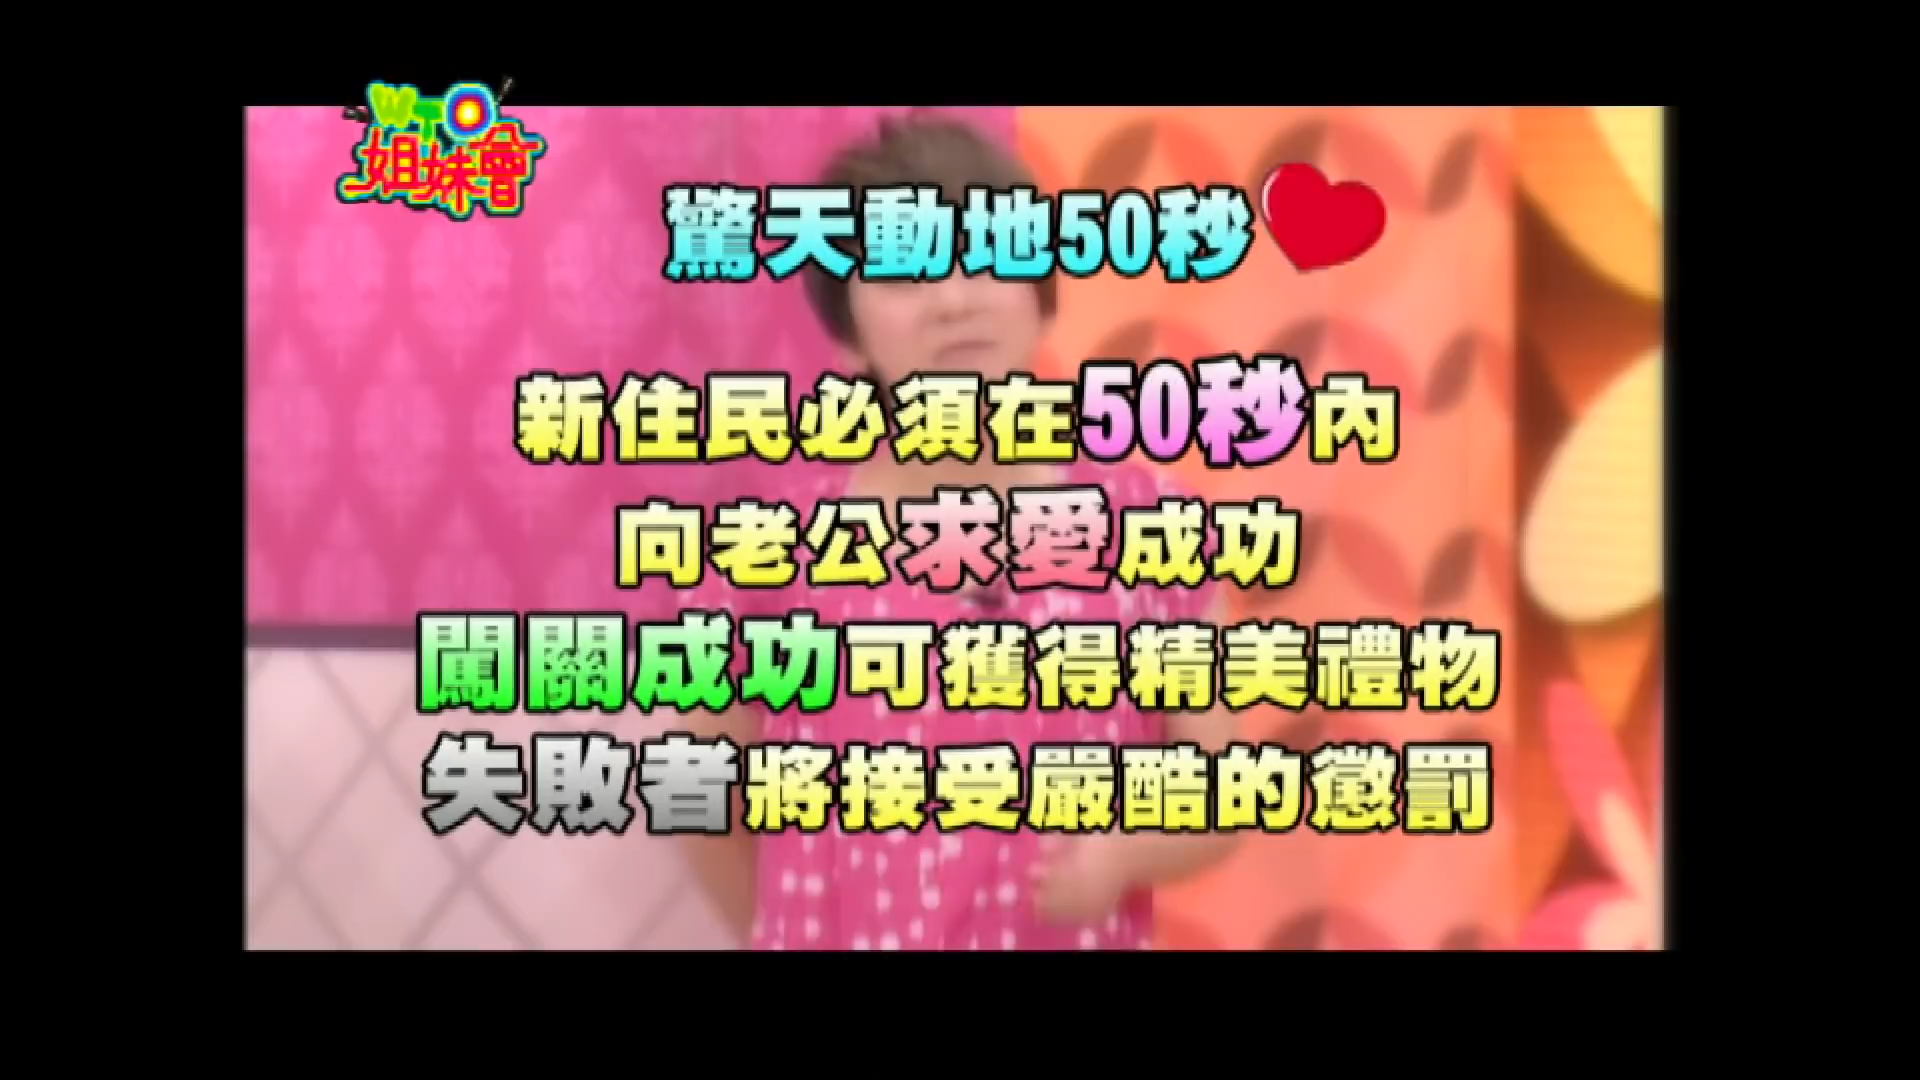 WTO
姐妹會
驚天動地50秒
新住民必須在50秒內
向老公求愛成功
闖關成功可獲得精美禮物
失敗者將接受嚴酷的懲罰